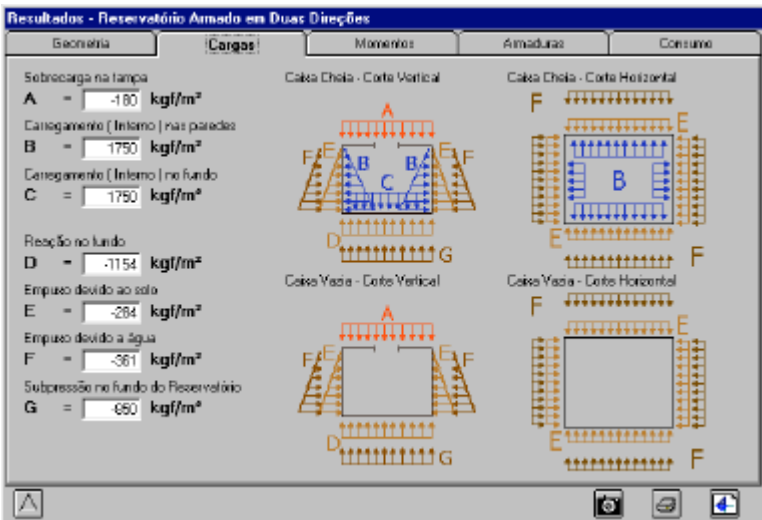 Resultados - Reservatório Armado em Duas Direções
Geometria Cargas Momentos Armaduras Consumo
Sobrecarga na tampa
A = -180 kgf/m²
Carregamento ( Interno ) nas paredes
B = 1750 kgf/m²
Carregamento ( Interno ) no fundo
C = 1750 kgf/m²
Reação no fundo
D = -1154 kgf/m²
Empuxo devido ao solo
E = -284 kgf/m²
Empuxo devido a água
F = -361 kgf/m²
Subpressão no fundo do Reservatório
G = -950 kgf/m²
Caixa Cheia - Corte Vertical
A
F E B B E F
C
D
G
Caixa Cheia - Corte Horizontal
F
E
B
E
F
Caixa Vazia - Corte Vertical
A
F E E F
D
G
Caixa Vazia - Corte Horizontal
F
E
E
F